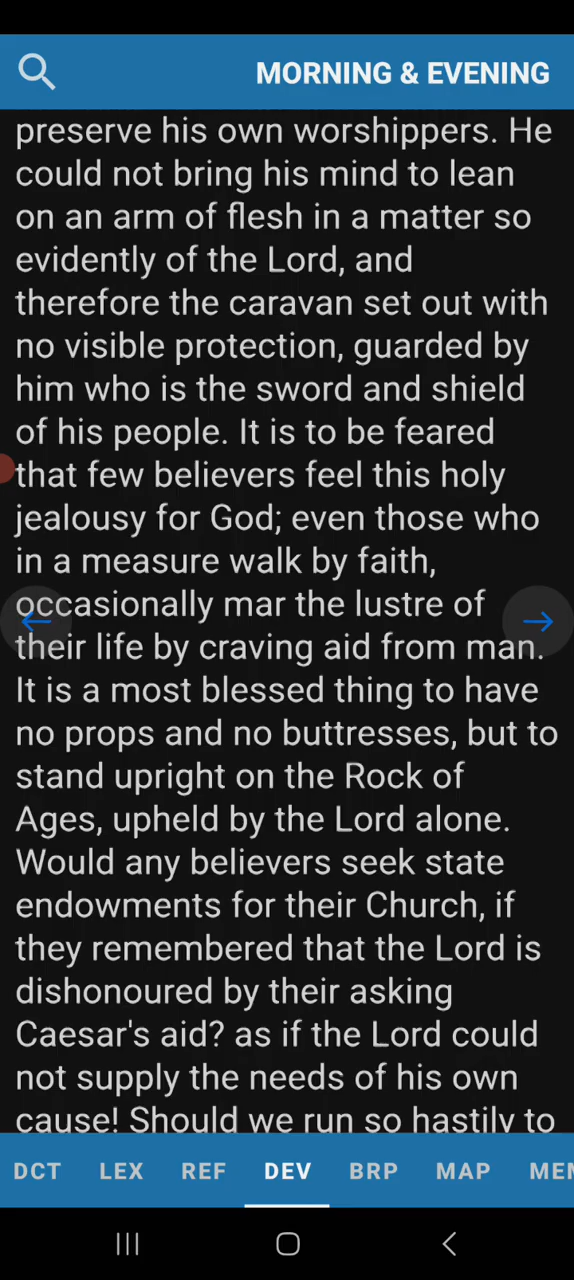 MORNING & EVENING
preserve his own worshippers. He
could not bring his mind to lean
on an arm of flesh in a matter so
evidently of the Lord, and
therefore the caravan set out with
no visible protection, guarded by
him who is the sword and shield
of his people. It is to be feared
that few believers feel this holy
jealousy for God; even those who
in a measure walk by faith,
occasionally mar the lustre of
their life by craving aid from man.
It is a most blessed thing to have
no props and no buttresses, but to
stand upright on the Rock of
Ages, upheld by the Lord alone.
Would any believers seek state
endowments for their Church, if
they remembered that the Lord is
dishonoured by their asking
Caesar's aid? as if the Lord could
not supply the needs of his own
cause! Should we run so hastily to
DCT LEX REF DEV BRP MAP MEM